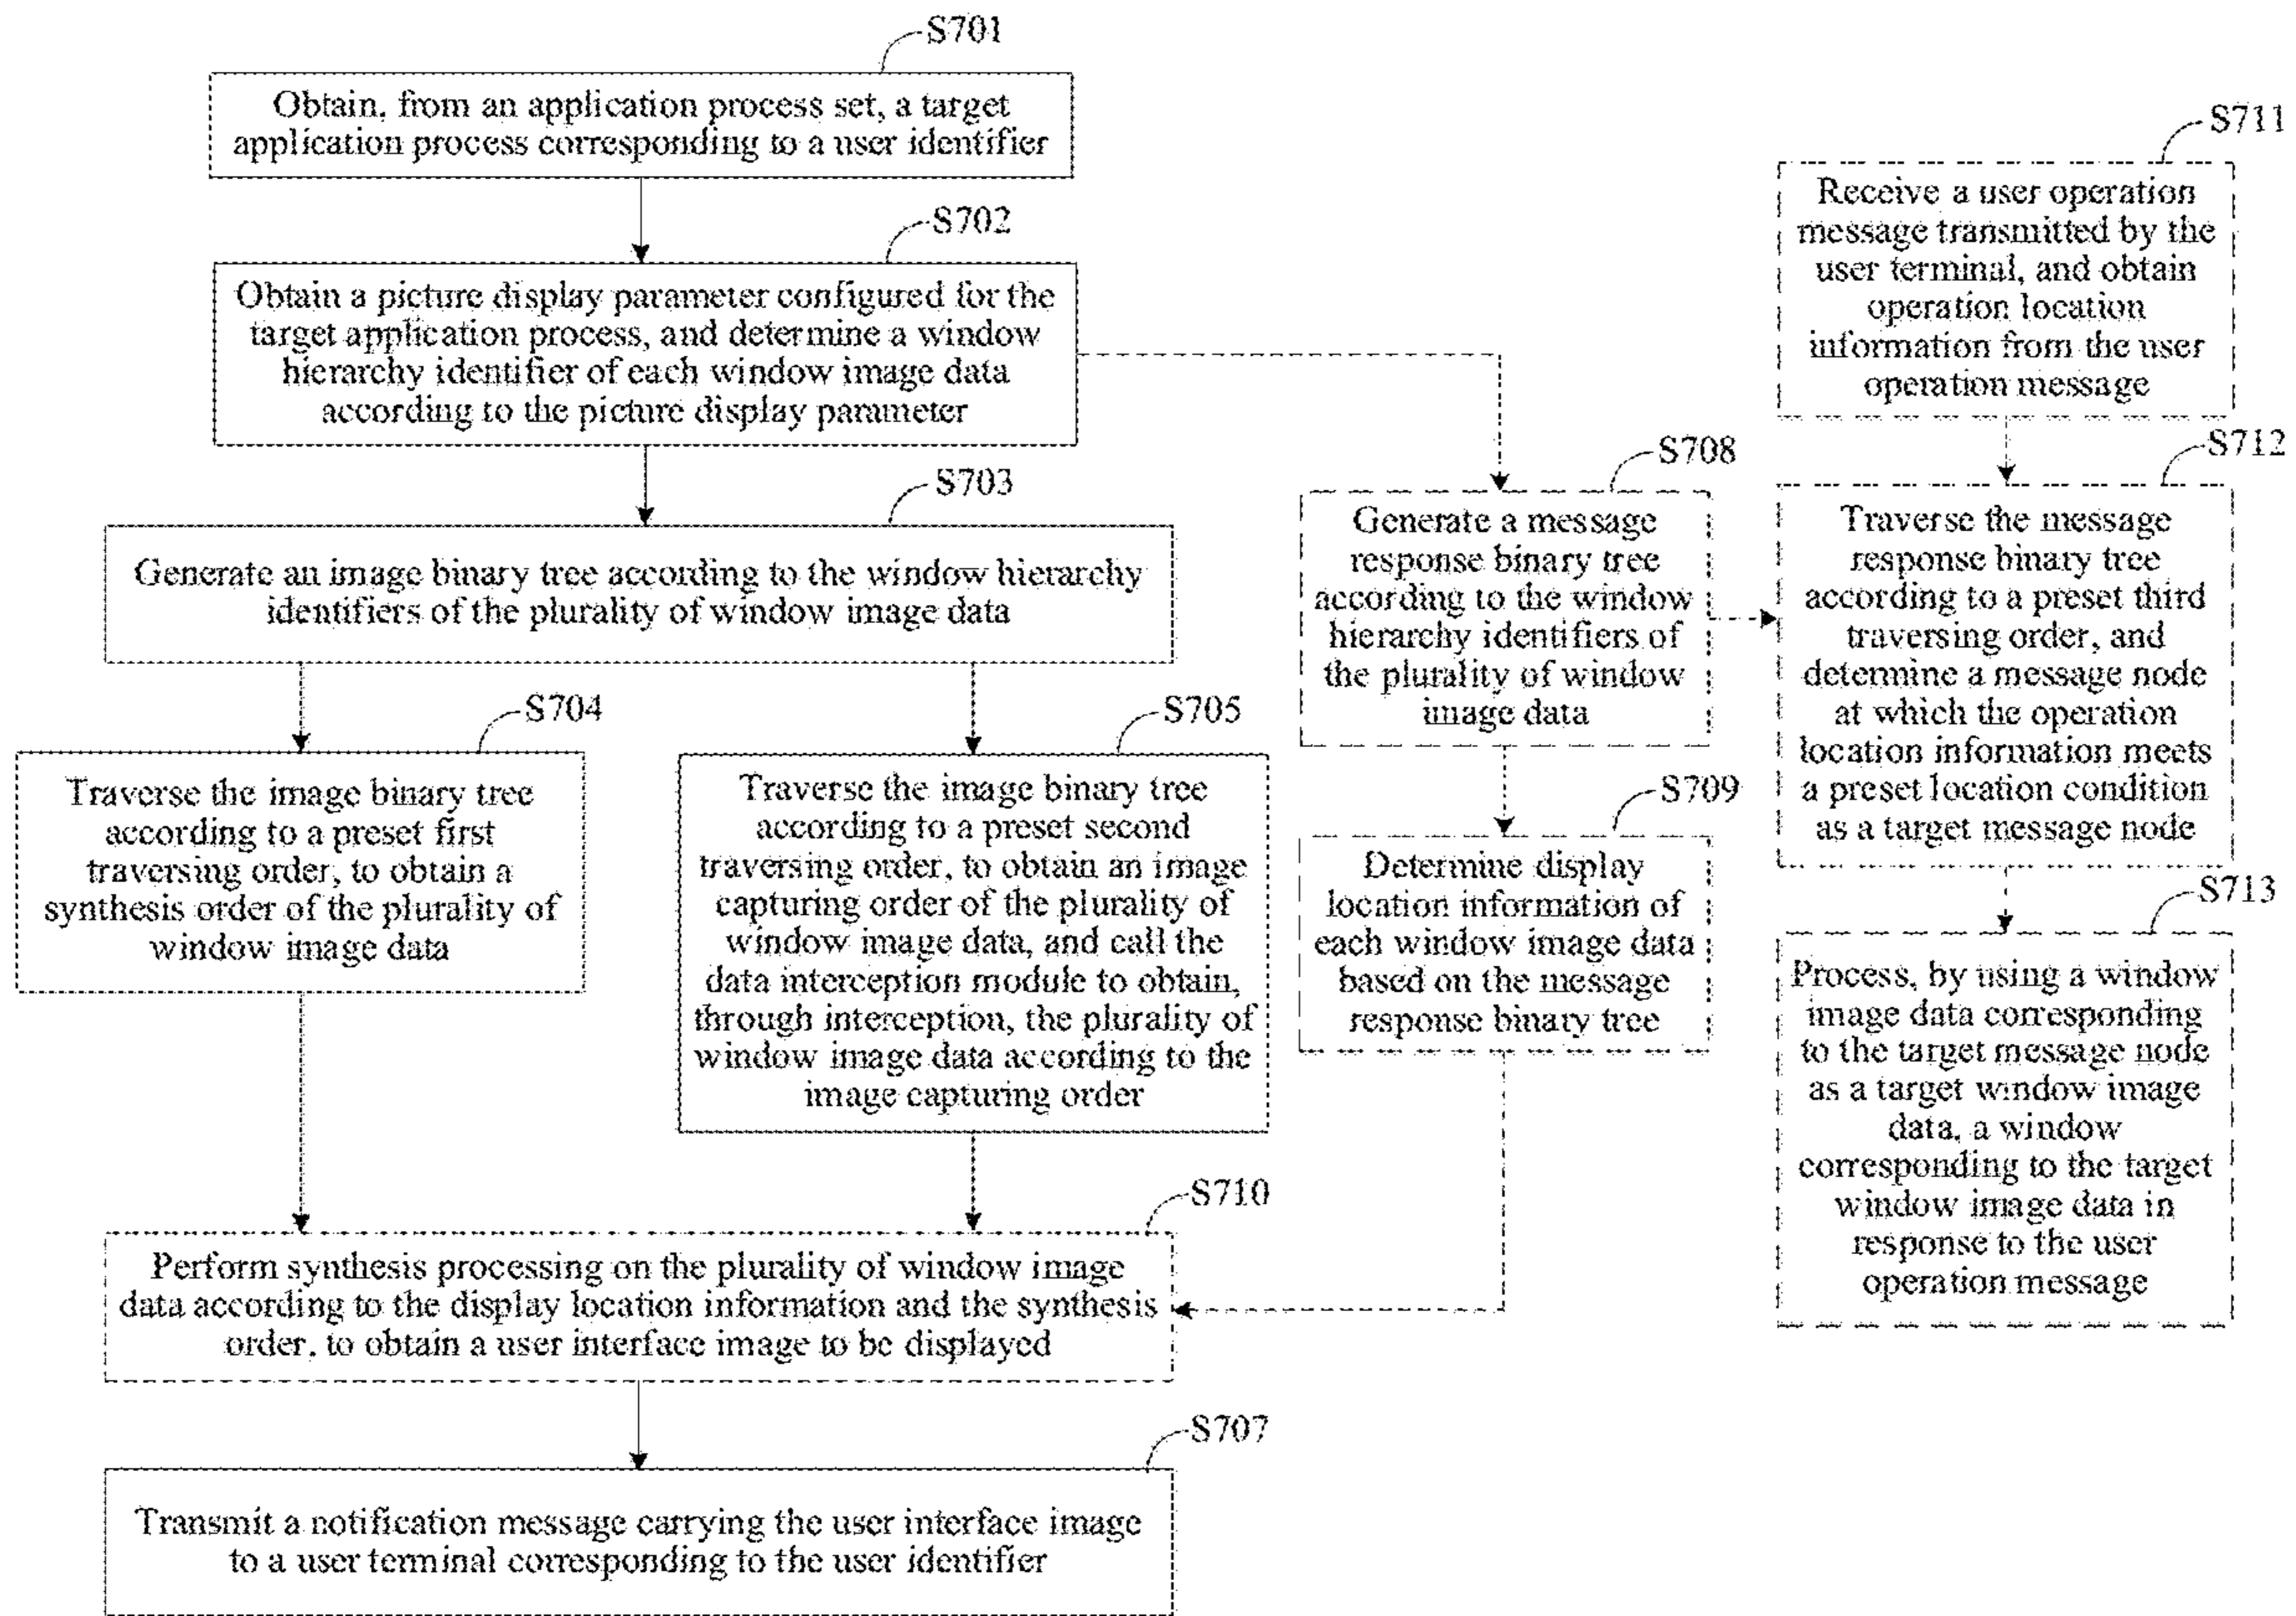 S701
Obtain, from an application process set, a target
application process corresponding to a user identifier
S702
Obtain a picture display parameter configured for the
target application process, and determine a window
hierarchy identifier of each window image data
according to the picture display parameter
S703
Generate an image binary tree according to the window hierarchy
identifiers of the plurality of window image data
S704
Traverse the image binary tree
according to a preset first
traversing order, to obtain a
synthesis order of the plurality of
window image data
S705
Traverse the image binary tree
according to a preset second
traversing order, to obtain an image
capturing order of the plurality of
window image data, and call the
data interception module to obtain,
through interception, the plurality of
window image data according to the
image capturing order
S708
Generate a message
response binary tree
according to the window
hierarchy identifiers of
the plurality of window
image data
S709
Determine display
location information of
each window image data
based on the message
response binary tree
S710
Perform synthesis processing on the plurality of window image
data according to the display location information and the synthesis
order, to obtain a user interface image to be displayed
S707
Transmit a notification message carrying the user interface image
to a user terminal corresponding to the user identifier
S711
Receive a user operation
message transmitted by the
user terminal, and obtain
operation location
information from the user
operation message
S712
Traverse the message
response binary tree
according to a preset third
traversing order, and
determine a message node
at which the operation
location information meets
a preset location condition
as a target message node
S713
Process, by using a window
image data corresponding
to the target message node
as a target window image
data, a window
corresponding to the target
window image data in
response to the user
operation message